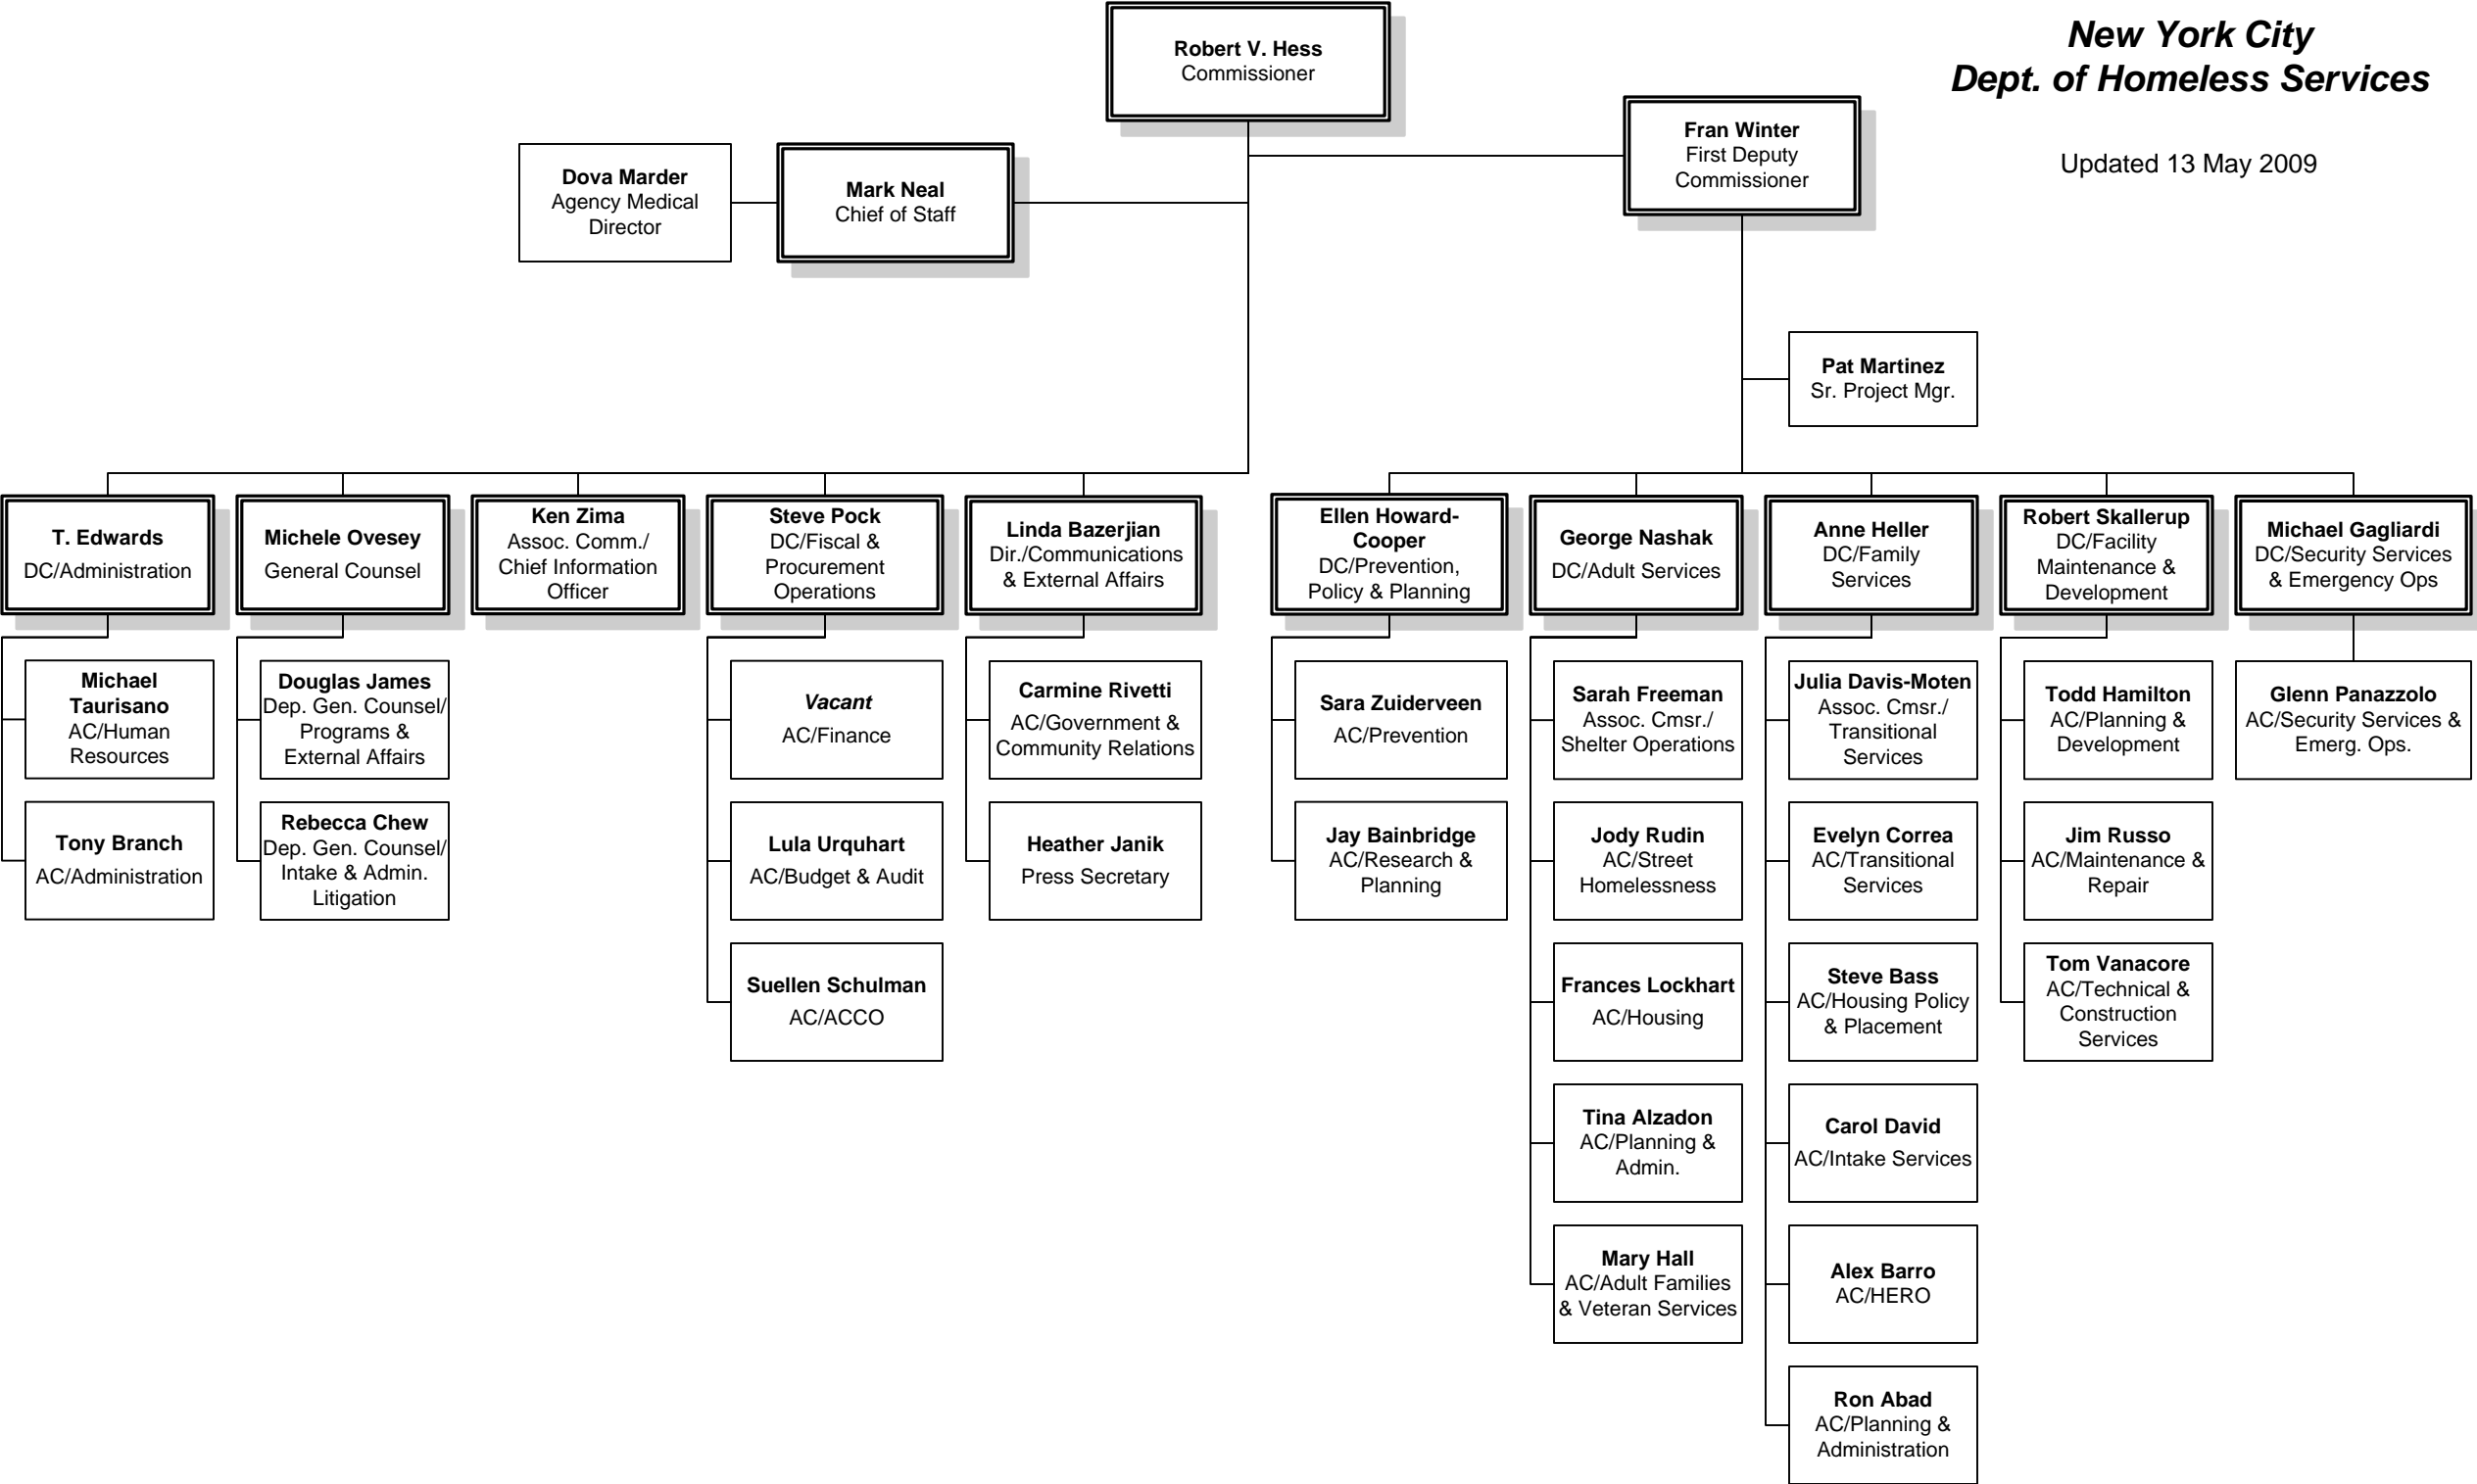 New York City
Dept. of Homeless Services
Updated 13 May 2009
Robert V. Hess
Commissioner
Fran Winter
First Deputy
Commissioner
Dova Marder
Agency Medical
Director
Mark Neal
Chief of Staff
Pat Martinez
Sr. Project Mgr.
T. Edwards
DC/Administration
Michele Ovesey
General Counsel
Ken Zima
Assoc. Comm./
Chief Information
Officer
Steve Pock
DC/Fiscal &
Procurement
Operations
Linda Bazerjian
Dir./Communications
& External Affairs
Ellen Howard-
Cooper
DC/Prevention,
Policy & Planning
George Nashak
DC/Adult Services
Anne Heller
DC/Family
Services
Robert Skallerup
DC/Facility
Maintenance &
Development
Michael Gagliardi
DC/Security Services
& Emergency Ops
Michael
Taurisano
AC/Human
Resources
Douglas James
Dep. Gen. Counsel/
Programs &
External Affairs
Vacant
AC/Finance
Carmine Rivetti
AC/Government &
Community Relations
Sara Zuiderveen
AC/Prevention
Sarah Freeman
Assoc. Cmsr./
Shelter Operations
Julia Davis-Moten
Assoc. Cmsr./
Transitional
Services
Todd Hamilton
AC/Planning &
Development
Glenn Panazzolo
AC/Security Services &
Emerg. Ops.
Tony Branch
AC/Administration
Rebecca Chew
Dep. Gen. Counsel/
Intake & Admin.
Litigation
Lula Urquhart
AC/Budget & Audit
Heather Janik
Press Secretary
Jay Bainbridge
AC/Research &
Planning
Jody Rudin
AC/Street
Homelessness
Evelyn Correa
AC/Transitional
Services
Jim Russo
AC/Maintenance &
Repair
Suellen Schulman
AC/ACCO
Frances Lockhart
AC/Housing
Steve Bass
AC/Housing Policy
& Placement
Tom Vanacore
AC/Technical &
Construction
Services
Tina Alzadon
AC/Planning &
Admin.
Carol David
AC/Intake Services
Mary Hall
AC/Adult Families
& Veteran Services
Alex Barro
AC/HERO
Ron Abad
AC/Planning &
Administration